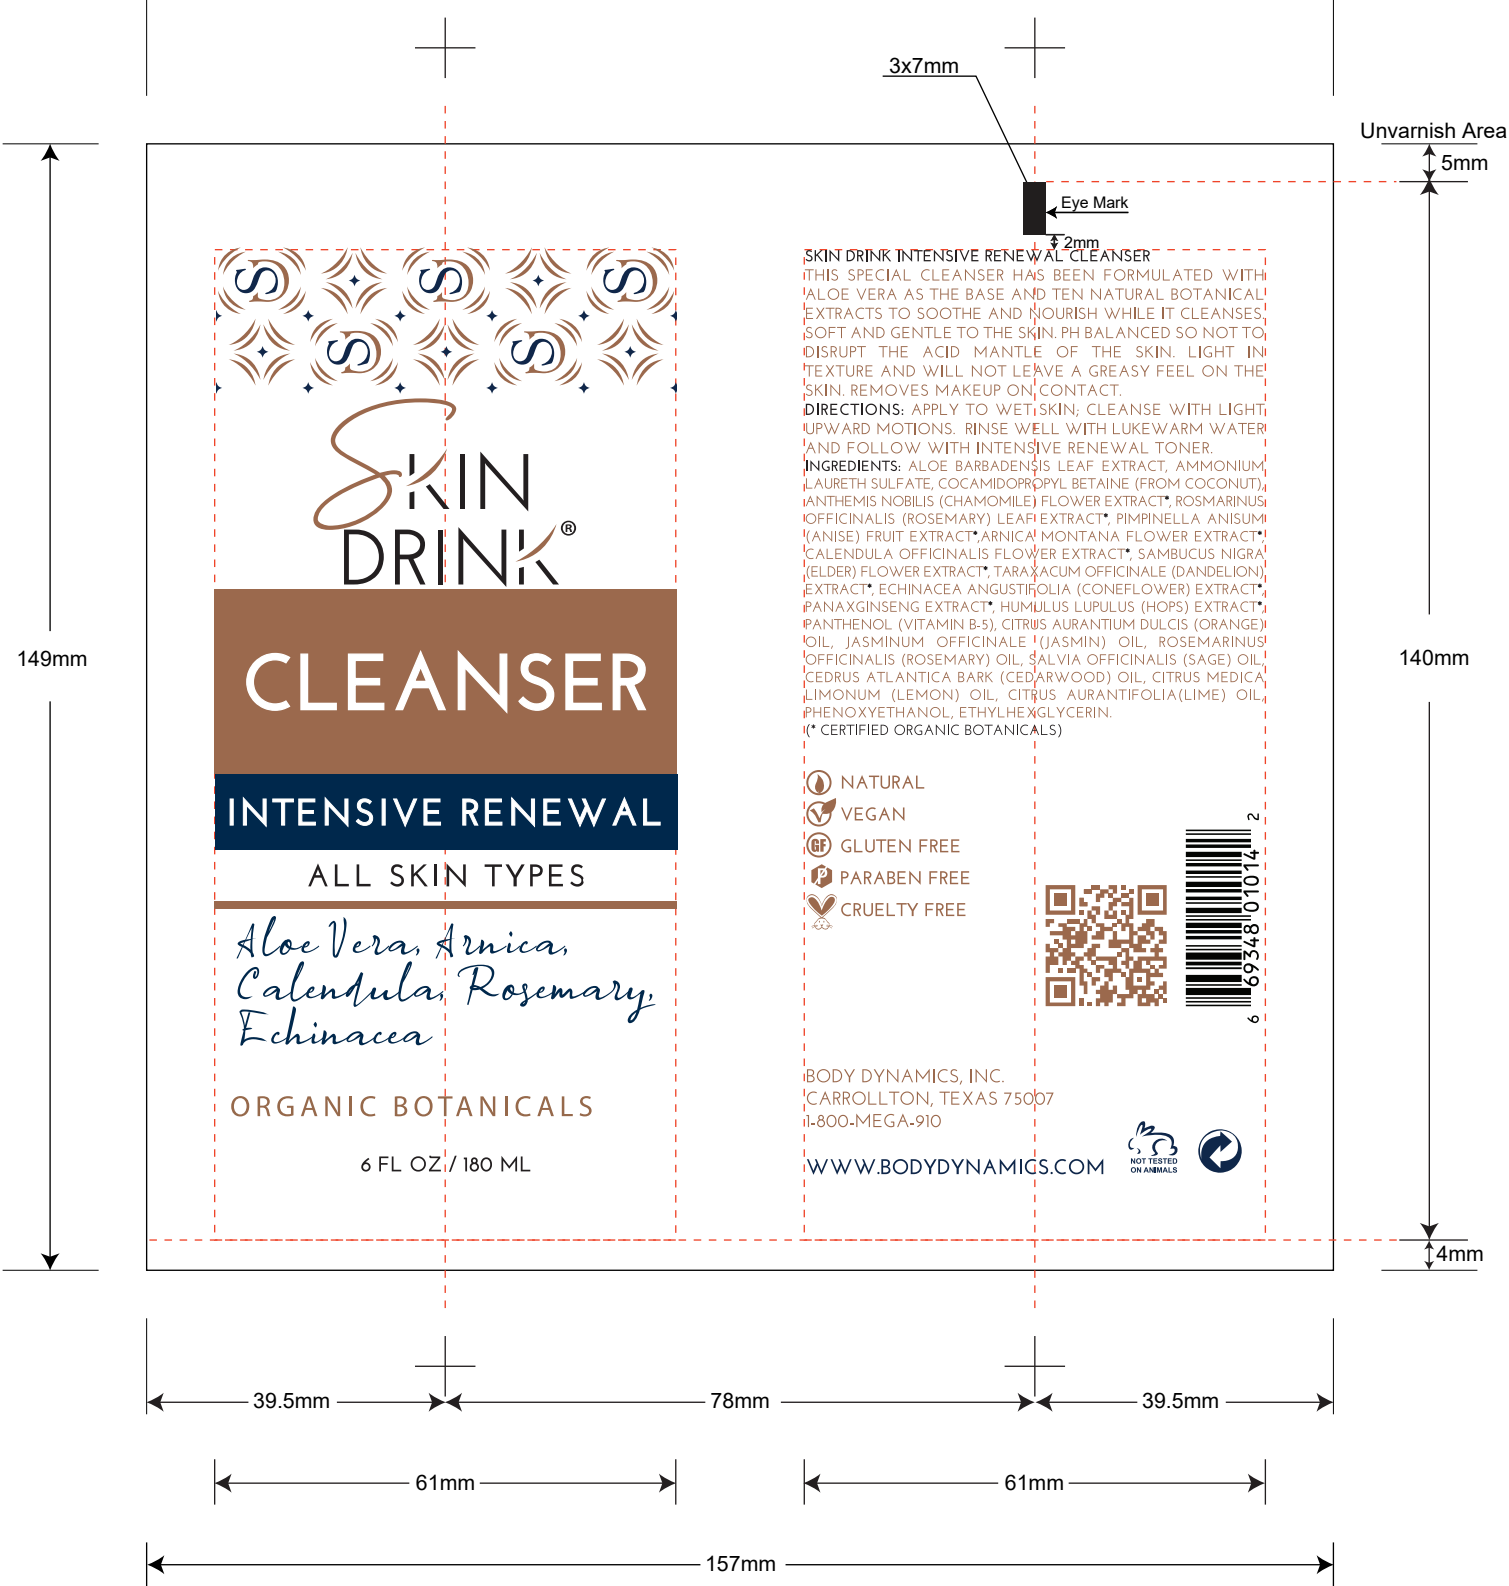 3x7mm
Unvarnish Area
5mm
Eye Mark
2mm
149mm
140mm
4mm
SD SD SD
SD SD
SKIN
DRINK®
CLEANSER
INTENSIVE RENEWAL
ALL SKIN TYPES
Aloe Vera, Arnica,
Calendula, Rosemary,
Echinacea
ORGANIC BOTANICALS
6 FL OZ / 180 ML
SKIN DRINK INTENSIVE RENEWAL CLEANSER
THIS SPECIAL CLEANSER HAS BEEN FORMULATED WITH
ALOE VERA AS THE BASE AND TEN NATURAL BOTANICAL
EXTRACTS TO SOOTHE AND NOURISH WHILE IT CLEANSES.
SOFT AND GENTLE TO THE SKIN. PH BALANCED SO NOT TO
DISRUPT THE ACID MANTLE OF THE SKIN. LIGHT IN
TEXTURE AND WILL NOT LEAVE A GREASY FEEL ON THE
SKIN. REMOVES MAKEUP ON CONTACT.
DIRECTIONS: APPLY TO WET SKIN; CLEANSE WITH LIGHT
UPWARD MOTIONS. RINSE WELL WITH LUKEWARM WATER
AND FOLLOW WITH INTENSIVE RENEWAL TONER.
INGREDIENTS: ALOE BARBADENSIS LEAF EXTRACT, AMMONIUM
LAURETH SULFATE, COCAMIDOPROPYL BETAINE (FROM COCONUT),
ANTHEMIS NOBILIS (CHAMOMILE) FLOWER EXTRACT*, ROSMARINUS
OFFICINALIS (ROSEMARY) LEAF EXTRACT*, PIMPINELLA ANISUM
(ANISE) FRUIT EXTRACT*,ARNICA MONTANA FLOWER EXTRACT*,
CALENDULA OFFICINALIS FLOWER EXTRACT*, SAMBUCUS NIGRA
(ELDER) FLOWER EXTRACT*, TARAXACUM OFFICINALE (DANDELION)
EXTRACT*, ECHINACEA ANGUSTIFOLIA (CONEFLOWER) EXTRACT*,
PANAXGINSENG EXTRACT*, HUMULUS LUPULUS (HOPS) EXTRACT*,
PANTHENOL (VITAMIN B-5), CITRUS AURANTIUM DULCIS (ORANGE)
OIL, JASMINUM OFFICINALE (JASMIN) OIL, ROSEMARINUS
OFFICINALIS (ROSEMARY) OIL, SALVIA OFFICINALIS (SAGE) OIL,
CEDRUS ATLANTICA BARK (CEDARWOOD) OIL, CITRUS MEDICA
LIMONUM (LEMON) OIL, CITRUS AURANTIFOLIA(LIME) OIL,
PHENOXYETHANOL, ETHYLHEXGLYCERIN.
(* CERTIFIED ORGANIC BOTANICALS)
NATURAL
VEGAN
GF GLUTEN FREE
P PARABEN FREE
CRUELTY FREE
6 69348 01014 2
BODY DYNAMICS, INC.
CARROLLTON, TEXAS 75007
1-800-MEGA-910
WWW.BODYDYNAMICS.COM
NOT TESTED
ON ANIMALS
39.5mm
78mm
39.5mm
61mm
61mm
157mm